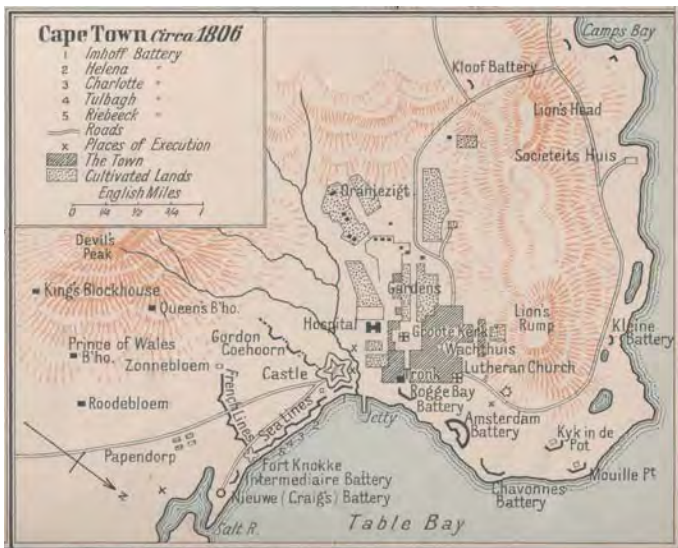 Cape Town Circa 1806
1 Imhoff Battery
2 Helena "
3 Charlotte "
4 Tulbagh "
5 Riebeeck "
Roads
x Places of Execution
The Town
Cultivated Lands
English Miles
0 1/4 1/2 3/4 1
Camps Bay
Kloof Battery
Lion's Head
Societeits Huis
Oranjezigt
Devil's
Peak
King's Blockhouse
Queen's B'ho.
Gardens
Prince of Wales
B'ho.
Gordon
Coehoorn
Hospital
Groote Kerk
Lion's
Rump
Kleine
Battery
Zonnebloem
Castle
Wachthuis
Lutheran Church
Tronk
Roodebloem
French Lines
Sea Lines
Rogge Bay
Battery
Jetty
Amsterdam
Battery
Kyk in de
Pot
Papendorp
5 4 3 2
Fort Knokke
Intermediaire Battery
Nieuwe (Craig's) Battery
Mouille Pt.
Chavonnes
Battery
N
Salt R.
Table Bay